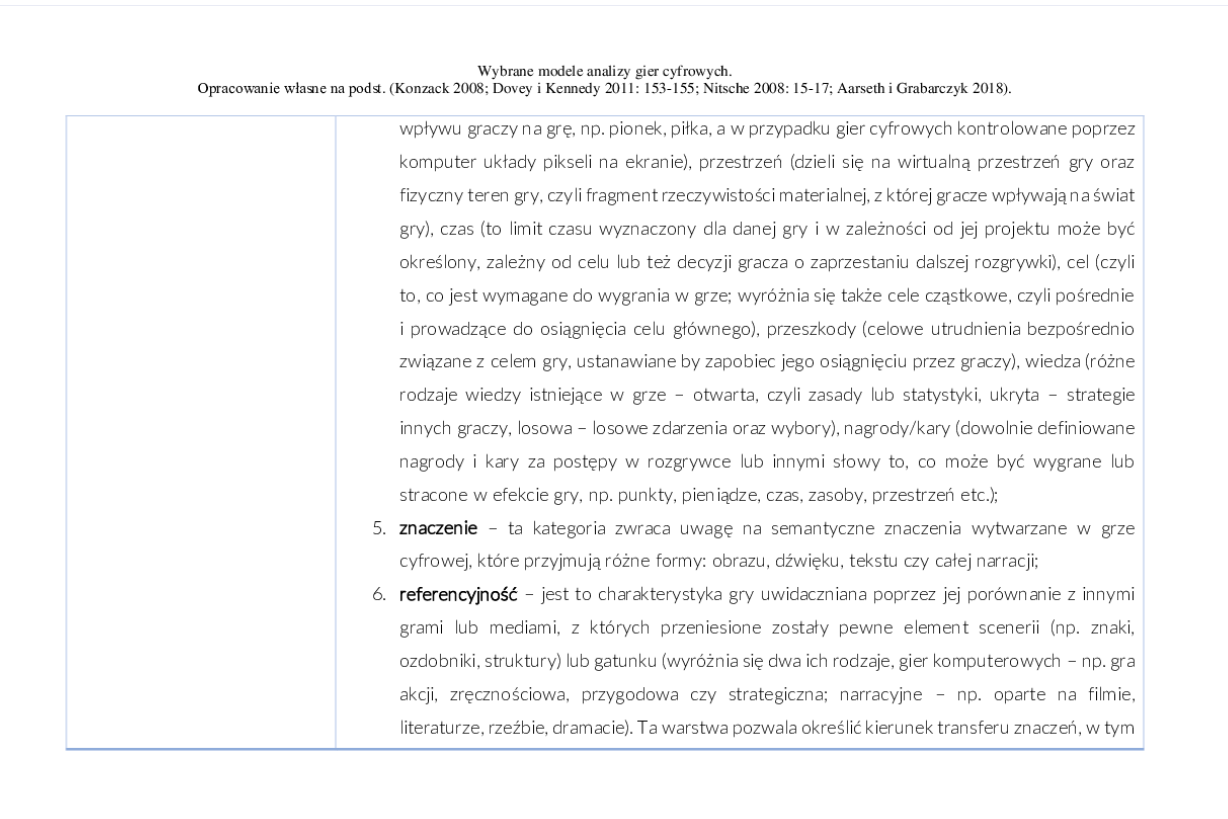 Wybrane modele analizy gier cyfrowych.
Opracowanie własne na podst. (Konzack 2008; Dovey i Kennedy 2011: 153-155; Nitsche 2008: 15-17; Aarseth i Grabarczyk 2018).
wpływu graczy na grę, np. pionek, piłka, a w przypadku gier cyfrowych kontrolowane poprzez
komputer układy pikseli na ekranie), przestrzeń (dzieli się na wirtualną przestrzeń gry oraz
fizyczny teren gry, czyli fragment rzeczywistości materialnej, z której gracze wpływają na świat
gry), czas (to limit czasu wyznaczony dla danej gry i w zależności od jej projektu może być
określony, zależny od celu lub też decyzji gracza o zaprzestaniu dalszej rozgrywki), cel (czyli
to, co jest wymagane do wygrania w grze; wyróżnia się także cele cząstkowe, czyli pośrednie
i prowadzące do osiągnięcia celu głównego), przeszkody (celowe utrudnienia bezpośrednio
związane z celem gry, ustanawiane by zapobiec jego osiągnięciu przez graczy), wiedza (różne
rodzaje wiedzy istniejące w grze – otwarta, czyli zasady lub statystyki, ukryta – strategie
innych graczy, losowa – losowe zdarzenia oraz wybory), nagrody/kary (dowolnie definiowane
nagrody i kary za postępy w rozgrywce lub innymi słowy to, co może być wygrane lub
stracone w efekcie gry, np. punkty, pieniądze, czas, zasoby, przestrzeń etc.);
5. znaczenie – ta kategoria zwraca uwagę na semantyczne znaczenia wytwarzane w grze
cyfrowej, które przyjmują różne formy: obrazu, dźwięku, tekstu czy całej narracji;
6. referencyjność – jest to charakterystyka gry uwidaczniana poprzez jej porównanie z innymi
grami lub mediami, z których przeniesione zostały pewne element scenerii (np. znaki,
ozdobniki, struktury) lub gatunku (wyróżnia się dwa ich rodzaje, gier komputerowych – np. gra
akcji, zręcznościowa, przygodowa czy strategiczna; narracyjne – np. oparte na filmie,
literaturze, rzeźbie, dramacie). Ta warstwa pozwala określić kierunek transferu znaczeń, w tym